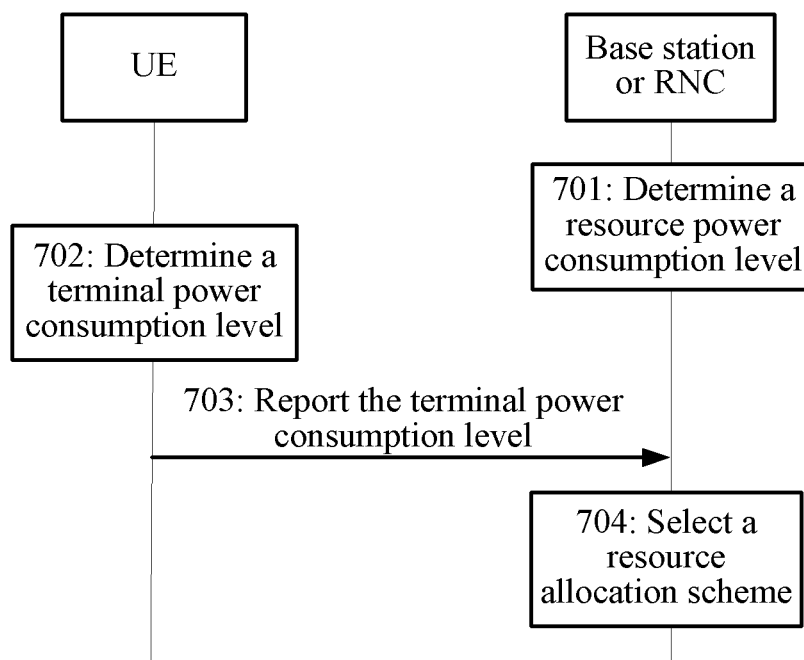 UE
Base station
or RNC
701: Determine a
resource power
consumption level
702: Determine a
terminal power
consumption level
703: Report the terminal power
consumption level
704: Select a
resource
allocation scheme